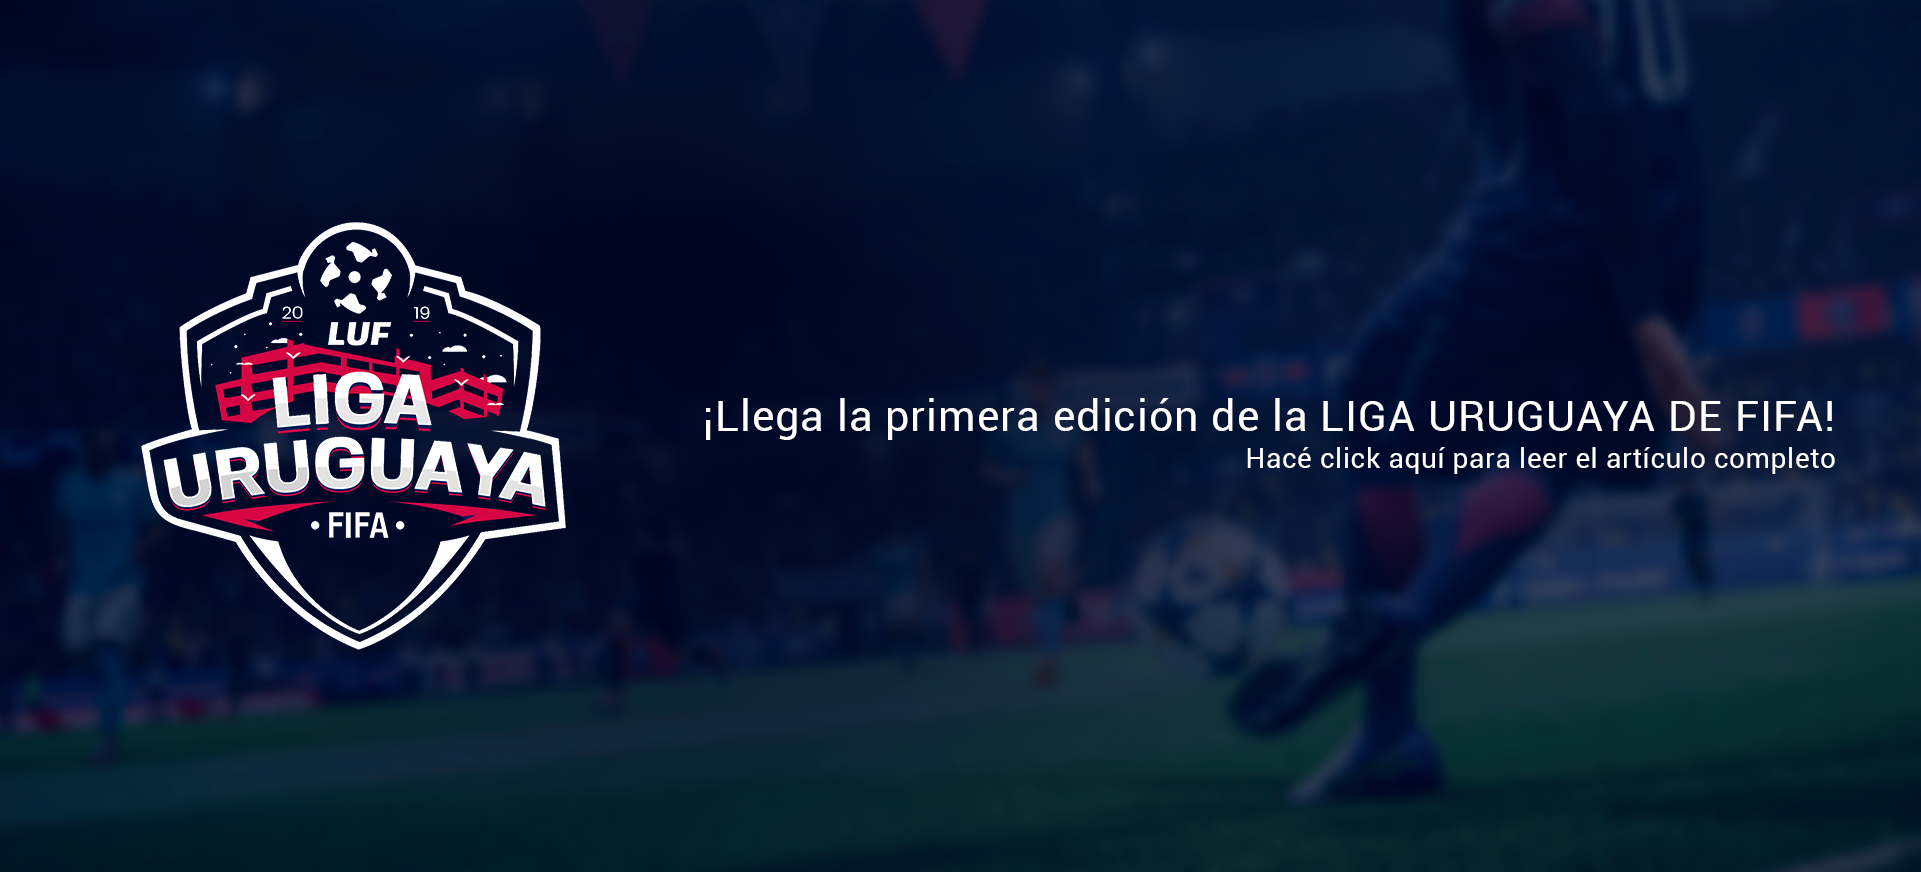 20 19
LUF
LIGA
URUGUAYA
• FIFA •
¡Llega la primera edición de la LIGA URUGUAYA DE FIFA!
Hacé click aquí para leer el artículo completo